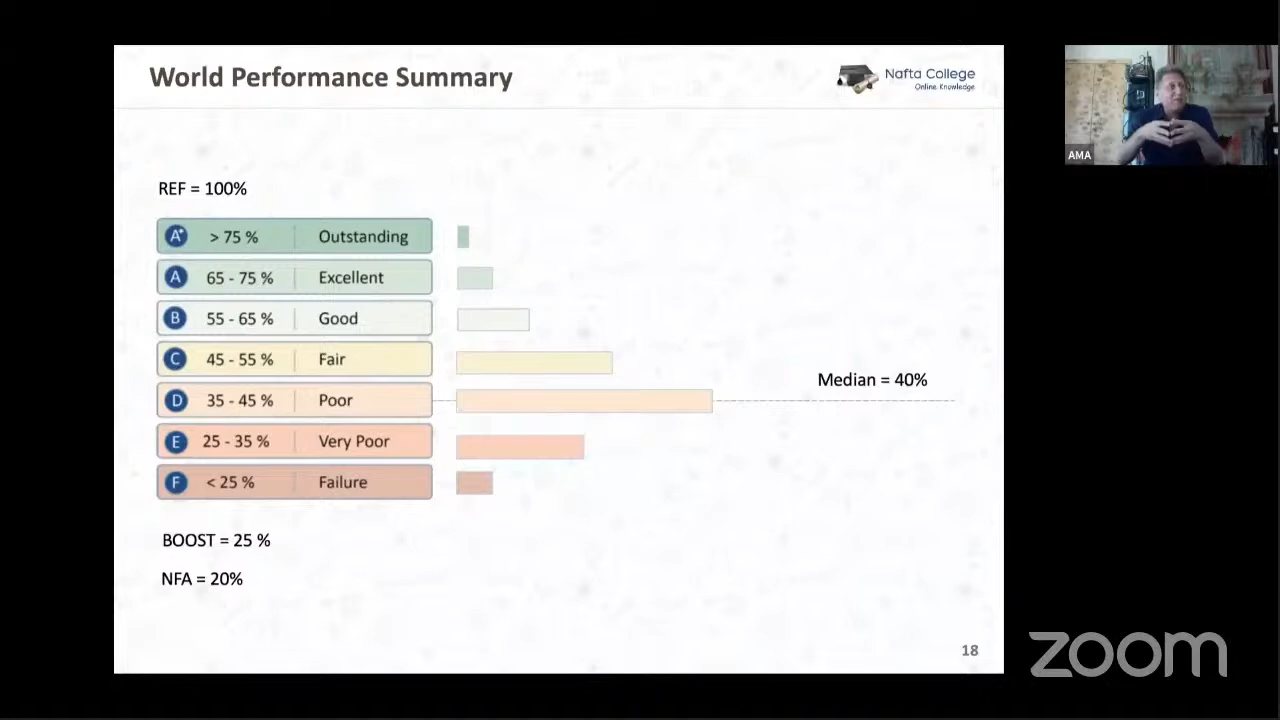 World Performance Summary
Nafta College
Online Knowledge
AMA
REF = 100%
A* > 75 % Outstanding
A 65 - 75 % Excellent
B 55 - 65 % Good
C 45 - 55 % Fair
Median = 40%
D 35 - 45 % Poor
E 25 - 35 % Very Poor
F < 25 % Failure
BOOST = 25 %
NFA = 20%
18
zoom